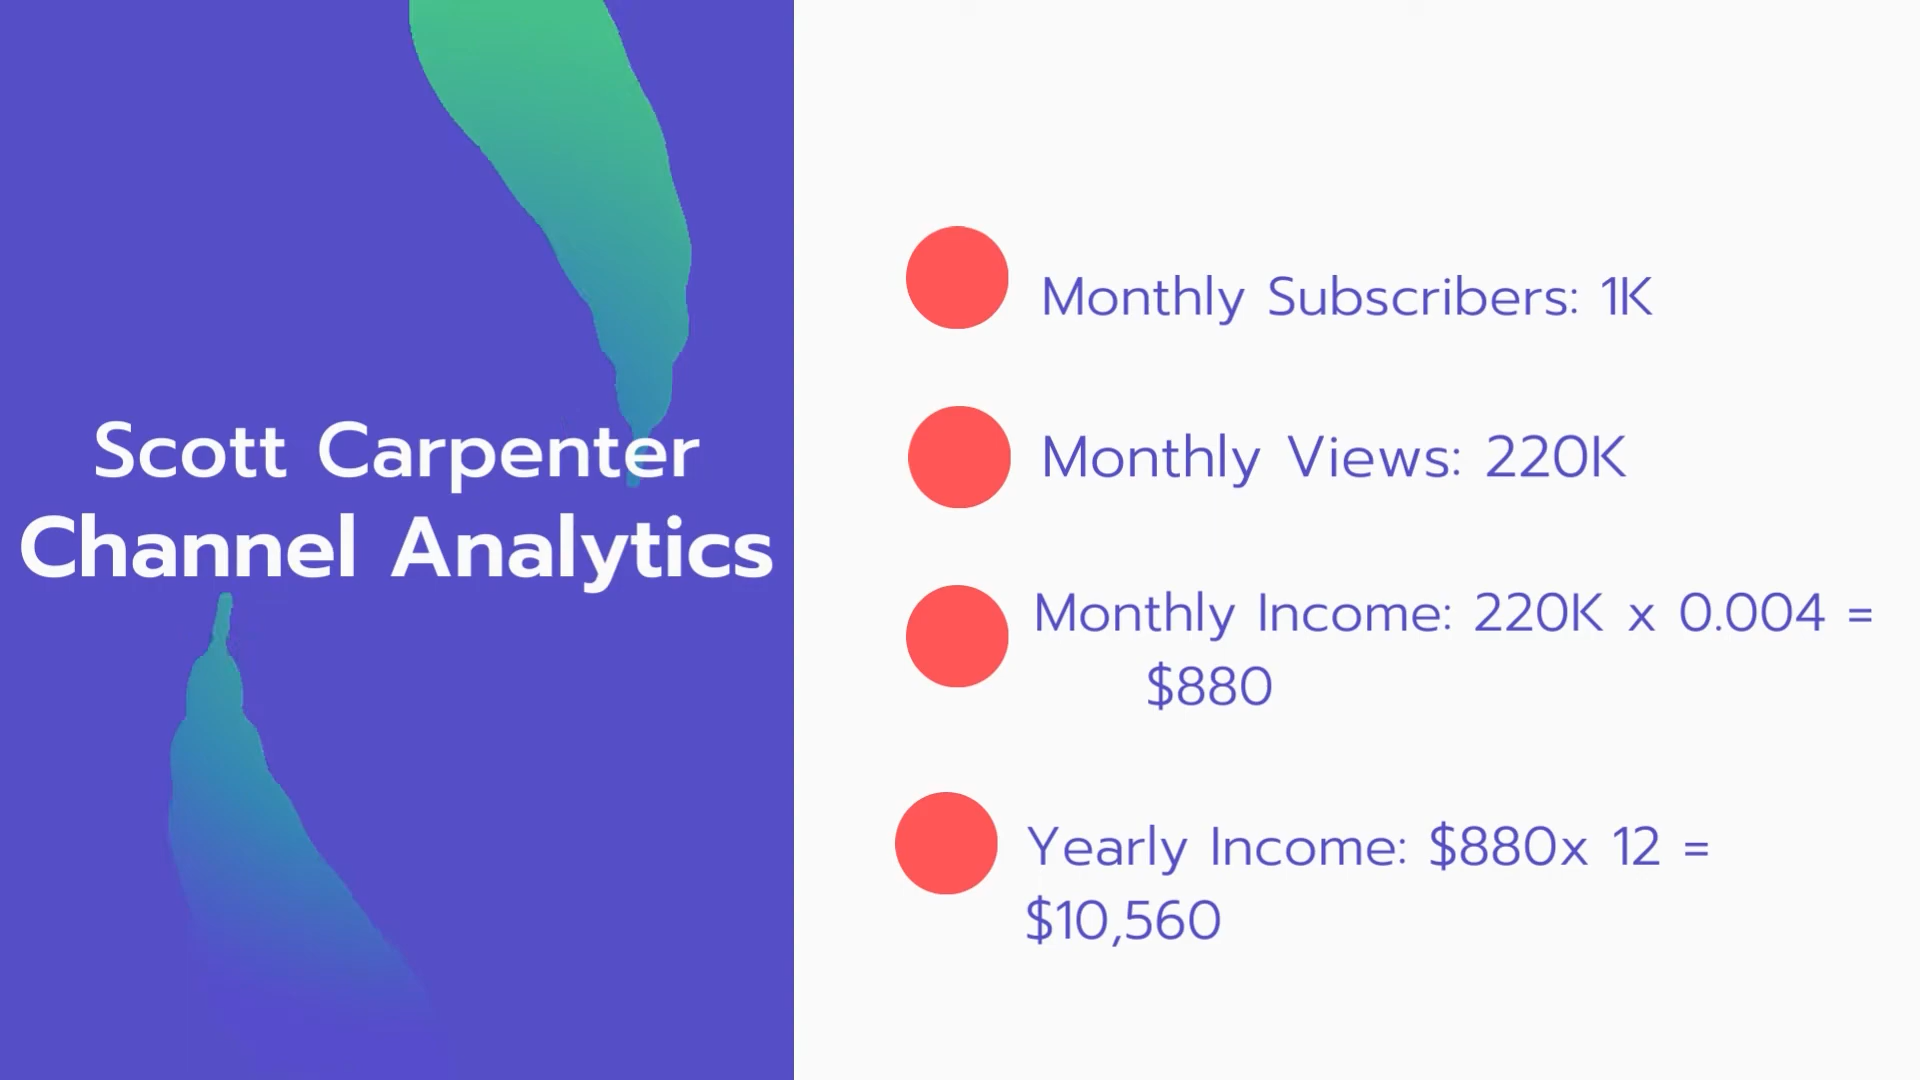 Scott Carpenter
Channel Analytics
Monthly Subscribers: 1K
Monthly Views: 220K
Monthly Income: 220K x 0.004 =
$880
Yearly Income: $880x 12 =
$10,560